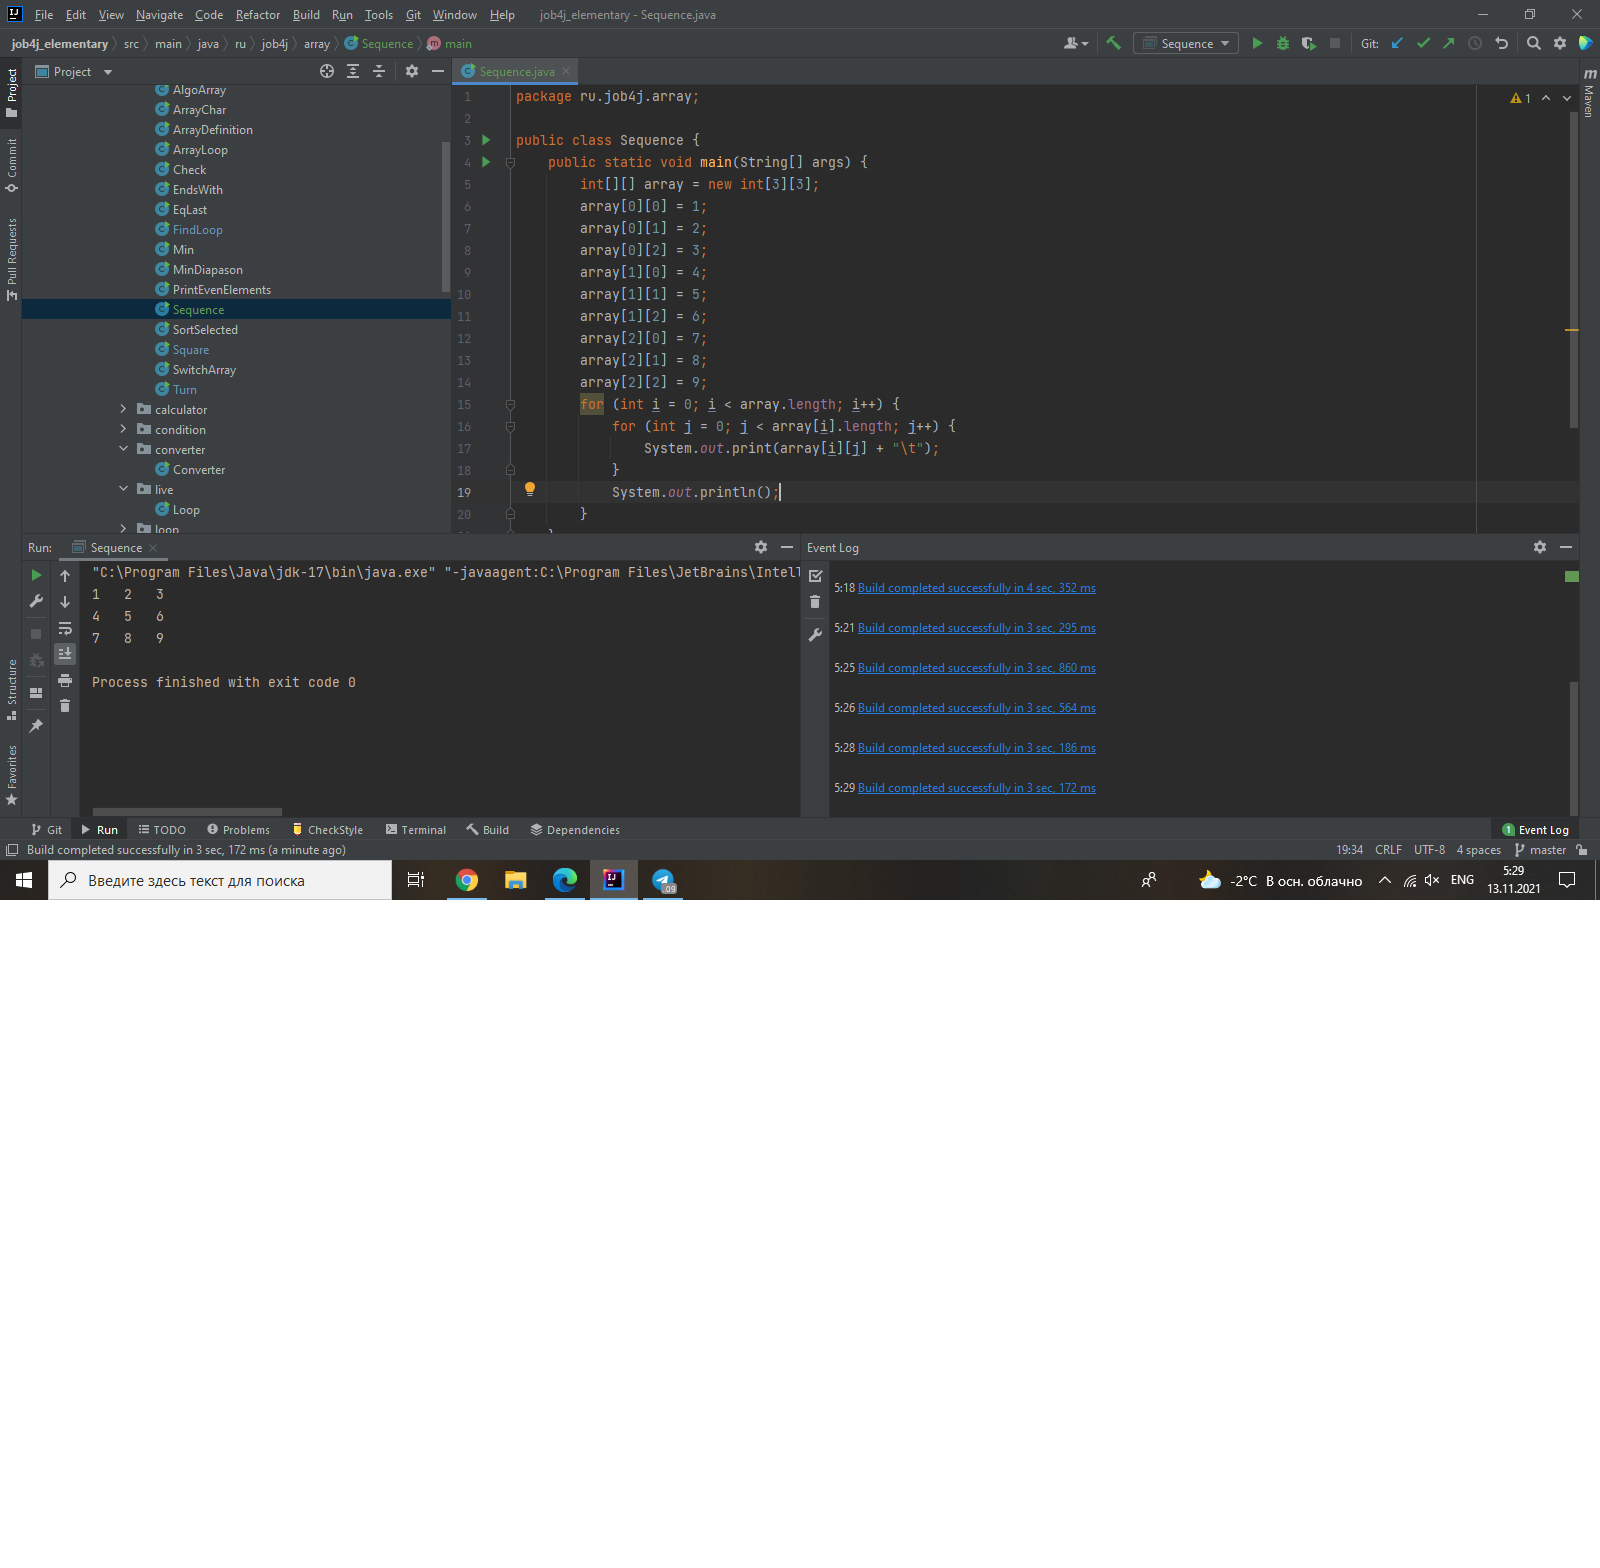 File Edit View Navigate Code Refactor Build Run Tools Git Window Help job4j_elementary - Sequence.java
job4j_elementary src main java ru job4j array Sequence main
Sequence
Git:
Project
Sequence.java
AlgoArray
ArrayChar
ArrayDefinition
ArrayLoop
Check
EndsWith
EqLast
FindLoop
Min
MinDiapason
PrintEvenElements
Sequence
SortSelected
Square
SwitchArray
Turn
calculator
condition
converter
Converter
live
Loop
loop
Project
Commit
Pull Requests
Structure
Favorites
Maven
1
1 package ru.job4j.array;
2
3 public class Sequence {
4 public static void main(String[] args) {
5 int[][] array = new int[3][3];
6 array[0][0] = 1;
7 array[0][1] = 2;
8 array[0][2] = 3;
9 array[1][0] = 4;
10 array[1][1] = 5;
11 array[1][2] = 6;
12 array[2][0] = 7;
13 array[2][1] = 8;
14 array[2][2] = 9;
15 for (int i = 0; i < array.length; i++) {
16 for (int j = 0; j < array[i].length; j++) {
17 System.out.print(array[i][j] + "\t");
18 }
19 System.out.println();
20 }
Run: Sequence
"C:\Program Files\Java\jdk-17\bin\java.exe" "-javaagent:C:\Program Files\JetBrains\Intell
1 2 3
4 5 6
7 8 9
Process finished with exit code 0
Event Log
5:18 Build completed successfully in 4 sec, 352 ms
5:21 Build completed successfully in 3 sec, 295 ms
5:25 Build completed successfully in 3 sec, 860 ms
5:26 Build completed successfully in 3 sec, 564 ms
5:28 Build completed successfully in 3 sec, 186 ms
5:29 Build completed successfully in 3 sec, 172 ms
Git Run TODO Problems CheckStyle Terminal Build Dependencies 1 Event Log
Build completed successfully in 3 sec, 172 ms (a minute ago) 19:34 CRLF UTF-8 4 spaces master
Введите здесь текст для поиска
.09
-2°C В осн. облачно
ENG
5:29
13.11.2021